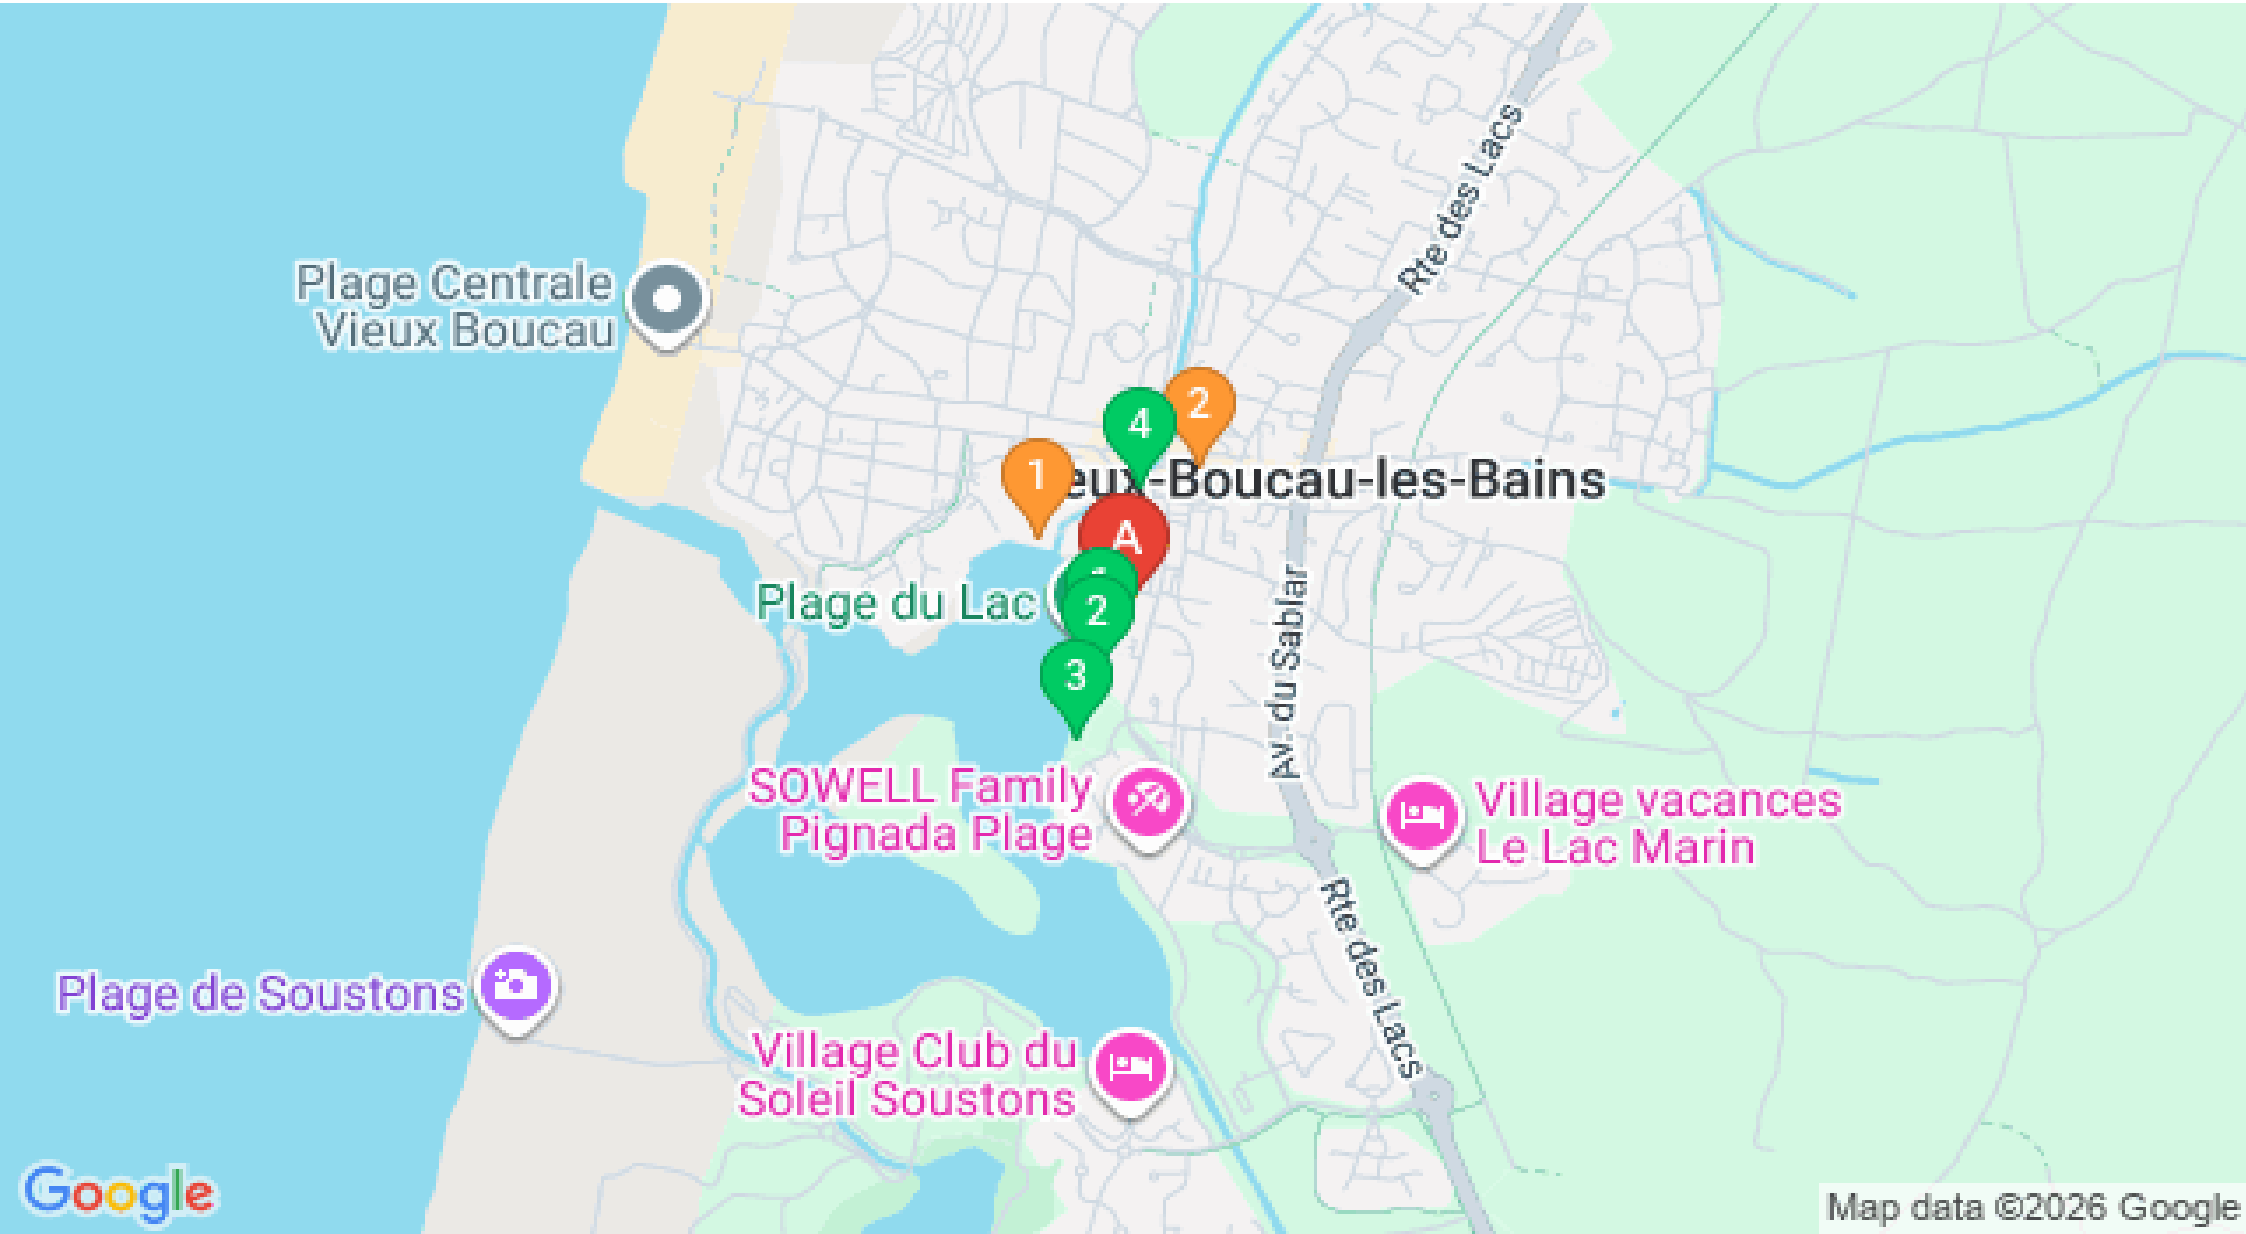 Rte des Lacs
Plage Centrale
Vieux Boucau
2
4
1
eux-Boucau-les-Bains
A
Plage du Lac
2
3
Av. du Sablar
SOWELL Family
Pignada Plage
Village vacances
Le Lac Marin
Rte des Lacs
Plage de Soustons
Village Club du
Soleil Soustons
Google
Map data ©2026 Google